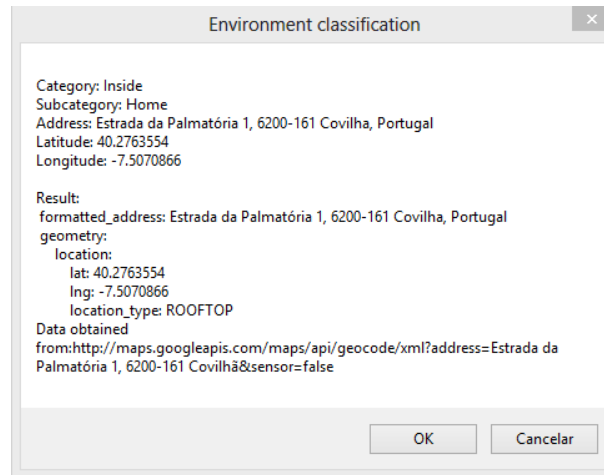 Environment classification
Category: Inside
Subcategory: Home
Address: Estrada da Palmatória 1, 6200-161 Covilha, Portugal
Latitude: 40.2763554
Longitude: -7.5070866
Result:
formatted_address: Estrada da Palmatória 1, 6200-161 Covilha, Portugal
geometry:
location:
lat: 40.2763554
lng: -7.5070866
location_type: ROOFTOP
Data obtained
from:http://maps.googleapis.com/maps/api/geocode/xml?address=Estrada da
Palmatória 1, 6200-161 Covilhã&sensor=false
OK Cancelar